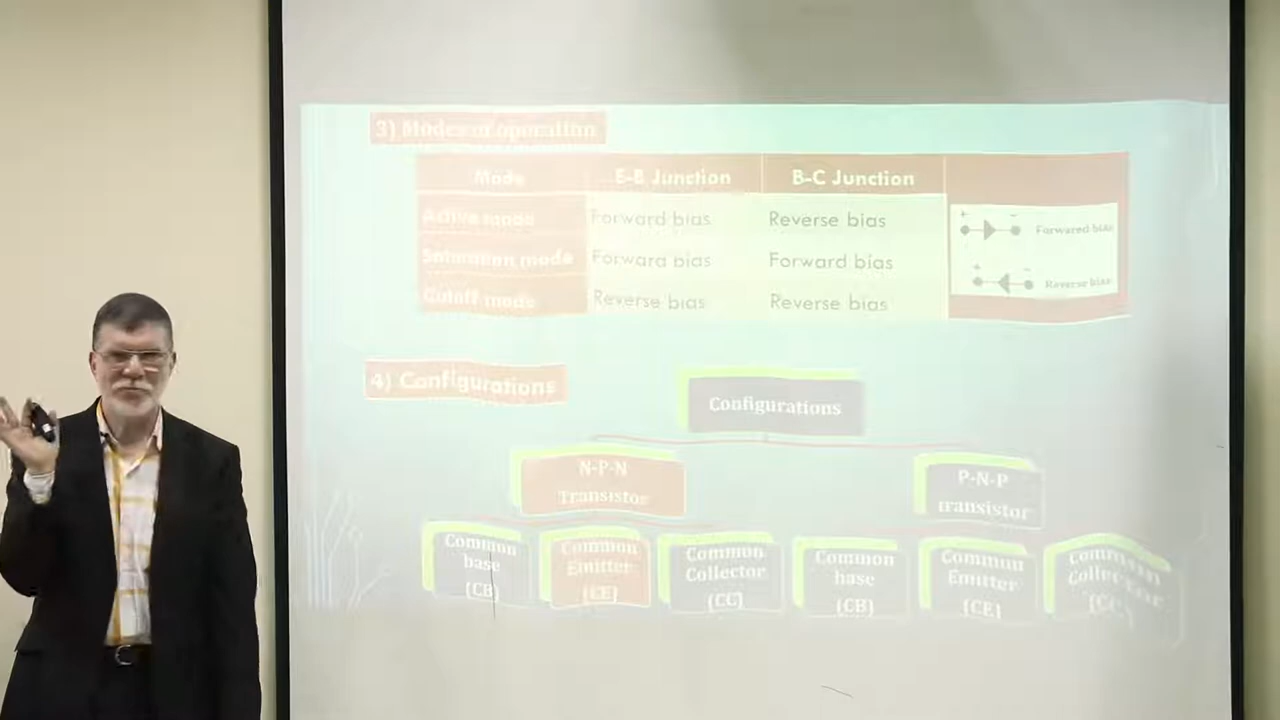 3) Modes of operation
Mode E-B Junction B-C Junction
Active mode Forward bias Reverse bias
Saturation mode Forward bias Forward bias
Cutoff mode Reverse bias Reverse bias
+ -
Forwared bias
+ -
Reverse bias
4) Configurations
Configurations
N-P-N
Transistor
P-N-P
transistor
Common
base
(CB)
Common
Emitter
(CE)
Common
Collector
(CC)
Common
base
(CB)
Common
Emitter
(CE)
Common
Collector
(CC)